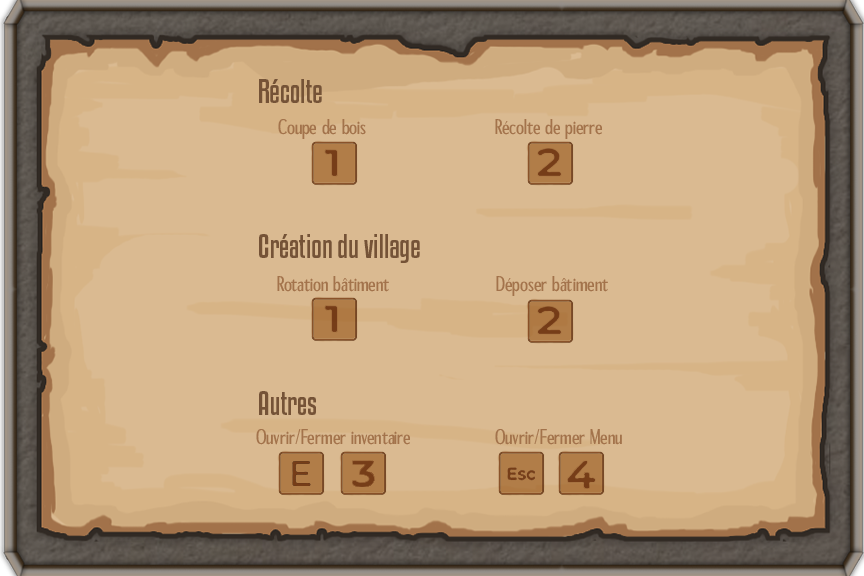 Récolte
Coupe de bois Récolte de pierre
1 2
Création du village
Rotation bâtiment Déposer bâtiment
1 2
Autres
Ouvrir/Fermer inventaire Ouvrir/Fermer Menu
E 3 Esc 4